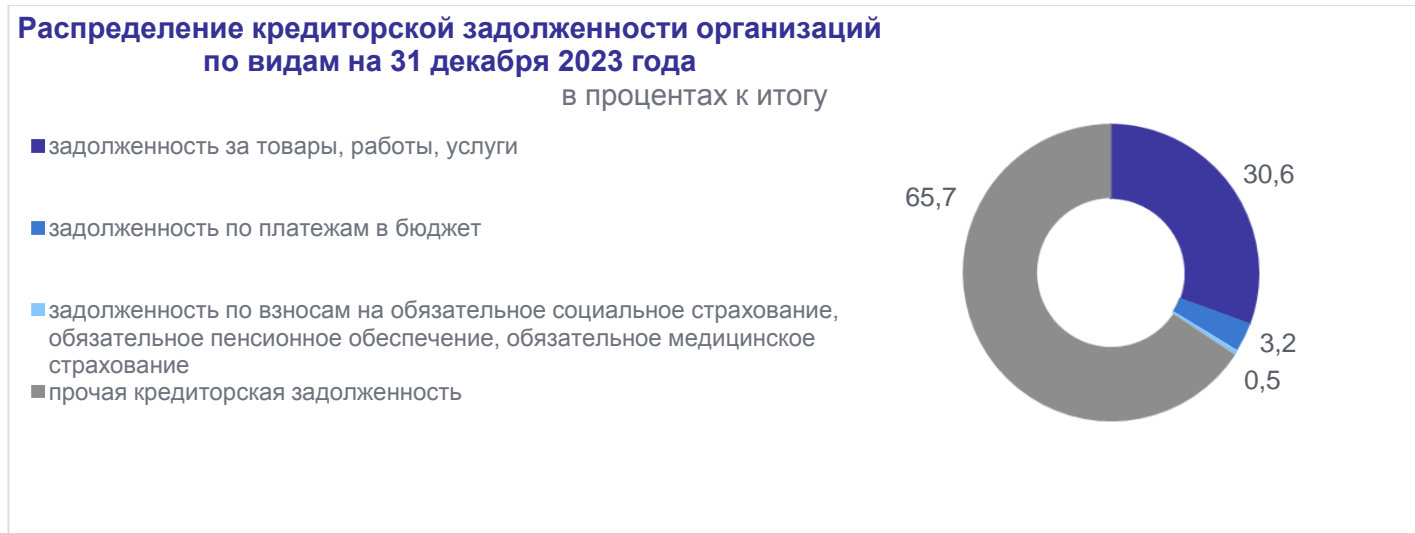 Распределение кредиторской задолженности организаций
по видам на 31 декабря 2023 года
в процентах к итогу
задолженность за товары, работы, услуги
задолженность по платежам в бюджет
задолженность по взносам на обязательное социальное страхование,
обязательное пенсионное обеспечение, обязательное медицинское
страхование
прочая кредиторская задолженность
65,7
30,6
3,2
0,5